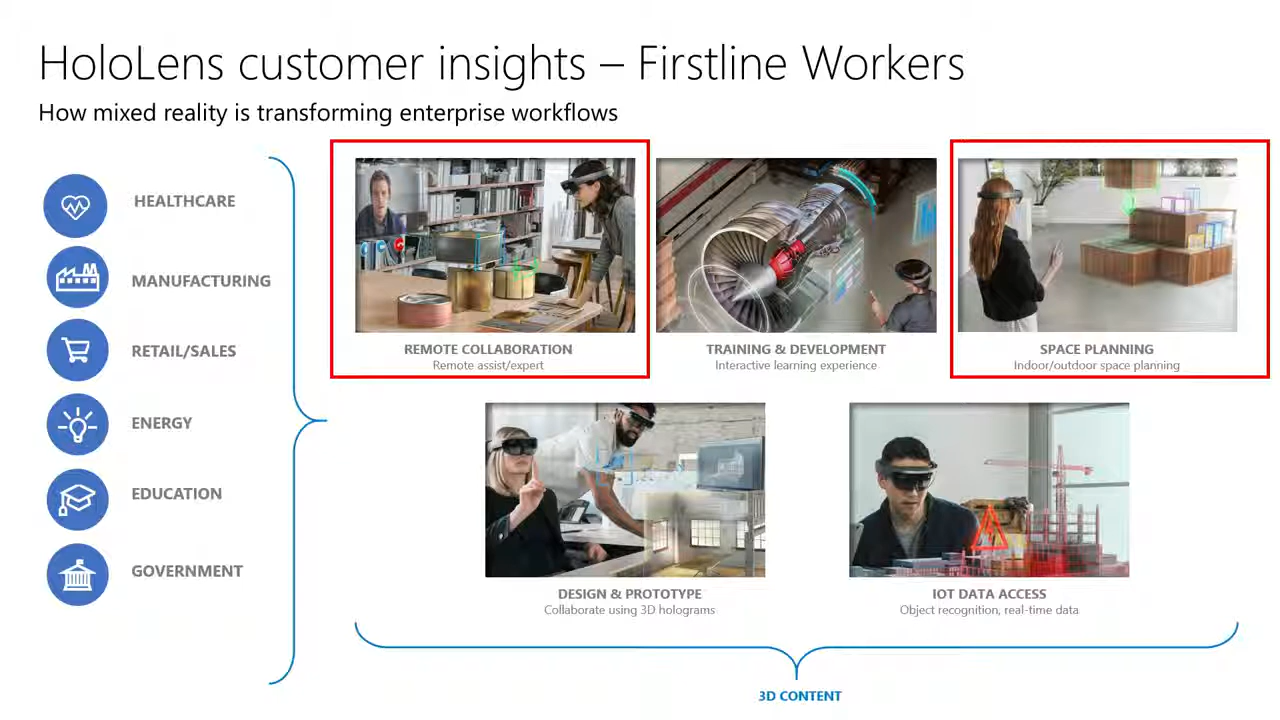 HoloLens customer insights – Firstline Workers
How mixed reality is transforming enterprise workflows
HEALTHCARE
MANUFACTURING
RETAIL/SALES
ENERGY
EDUCATION
GOVERNMENT
REMOTE COLLABORATION
Remote assist/expert
TRAINING & DEVELOPMENT
Interactive learning experience
SPACE PLANNING
Indoor/outdoor space planning
DESIGN & PROTOTYPE
Collaborate using 3D holograms
IOT DATA ACCESS
Object recognition, real-time data
3D CONTENT